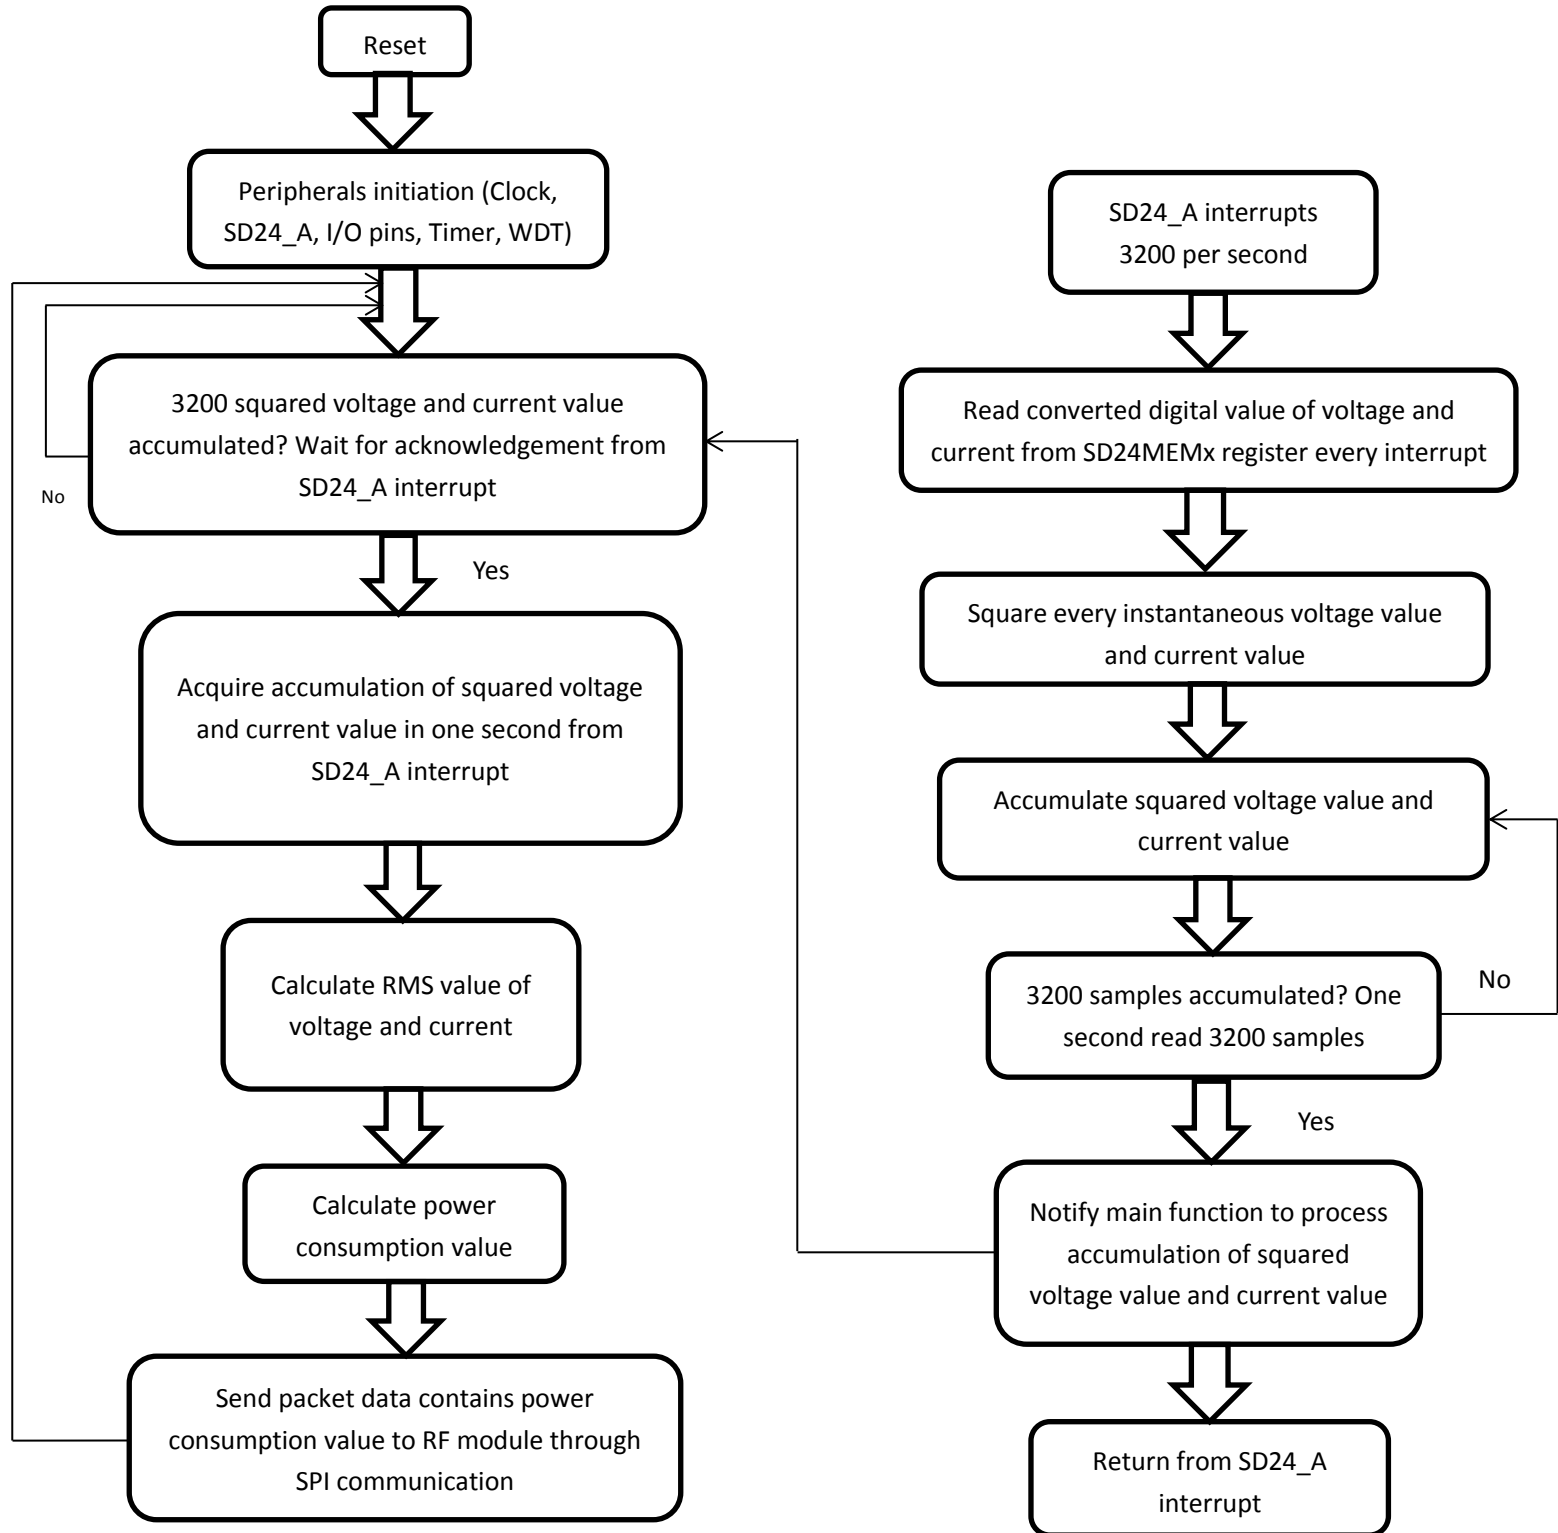 Reset
Peripherals initiation (Clock,
SD24_A, I/O pins, Timer, WDT)
3200 squared voltage and current value
accumulated? Wait for acknowledgement from
SD24_A interrupt
No
Yes
Acquire accumulation of squared voltage
and current value in one second from
SD24_A interrupt
Calculate RMS value of
voltage and current
Calculate power
consumption value
Send packet data contains power
consumption value to RF module through
SPI communication
SD24_A interrupts
3200 per second
Read converted digital value of voltage and
current from SD24MEMx register every interrupt
Square every instantaneous voltage value
and current value
Accumulate squared voltage value and
current value
3200 samples accumulated? One
second read 3200 samples
No
Yes
Notify main function to process
accumulation of squared
voltage value and current value
Return from SD24_A
interrupt